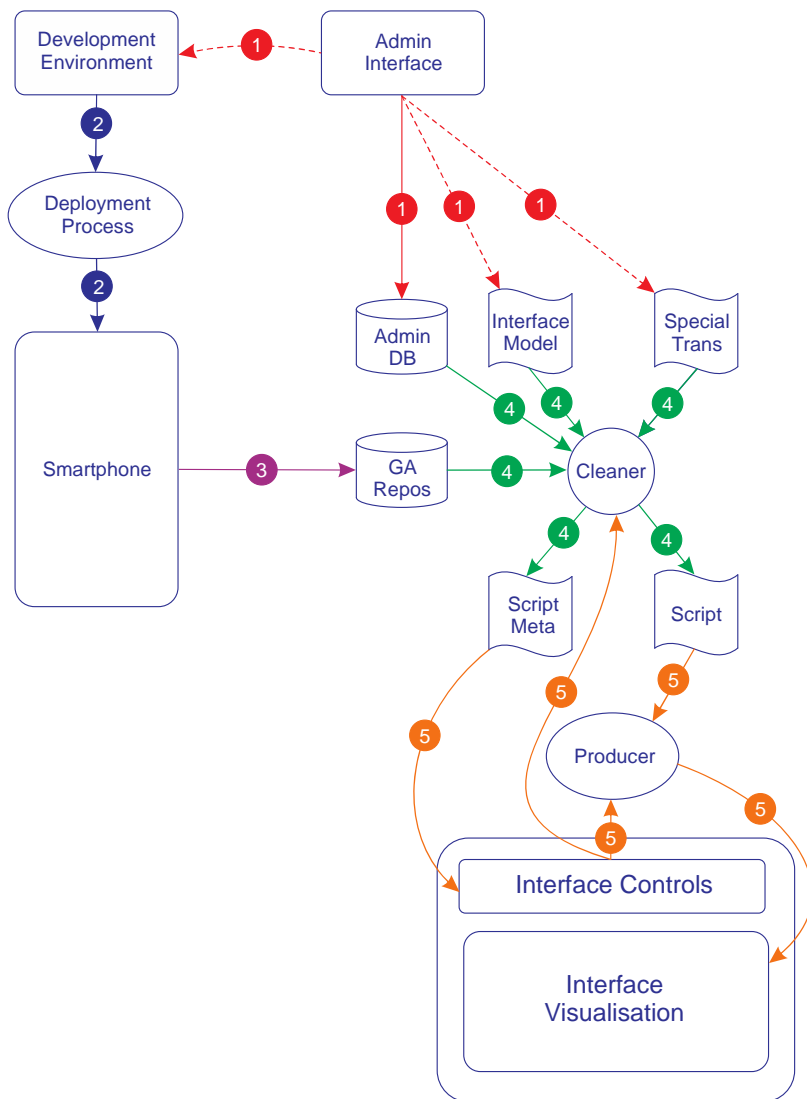 Development
Environment
1
Admin
Interface
2
Deployment
Process
1
1
1
2
Admin
DB
Interface
Model
Special
Trans
4
4
4
Smartphone
3
GA
Repos
4
Cleaner
4
4
Script
Meta
Script
5
5
5
Producer
5
5
Interface Controls
Interface
Visualisation